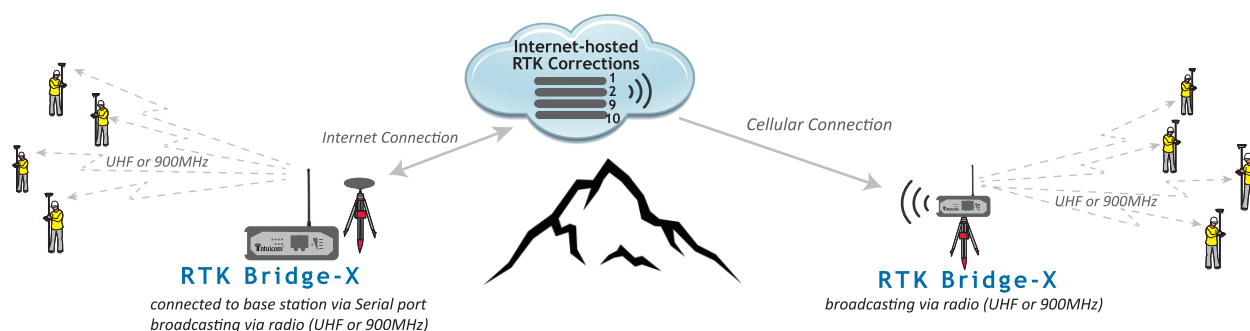 Internet-hosted
RTK Corrections
1
2
9
10
Internet Connection
Cellular Connection
UHF or 900MHz
UHF or 900MHz
intuicom
RTK Bridge-X
connected to base station via Serial port
broadcasting via radio (UHF or 900MHz)
RTK Bridge-X
broadcasting via radio (UHF or 900MHz)